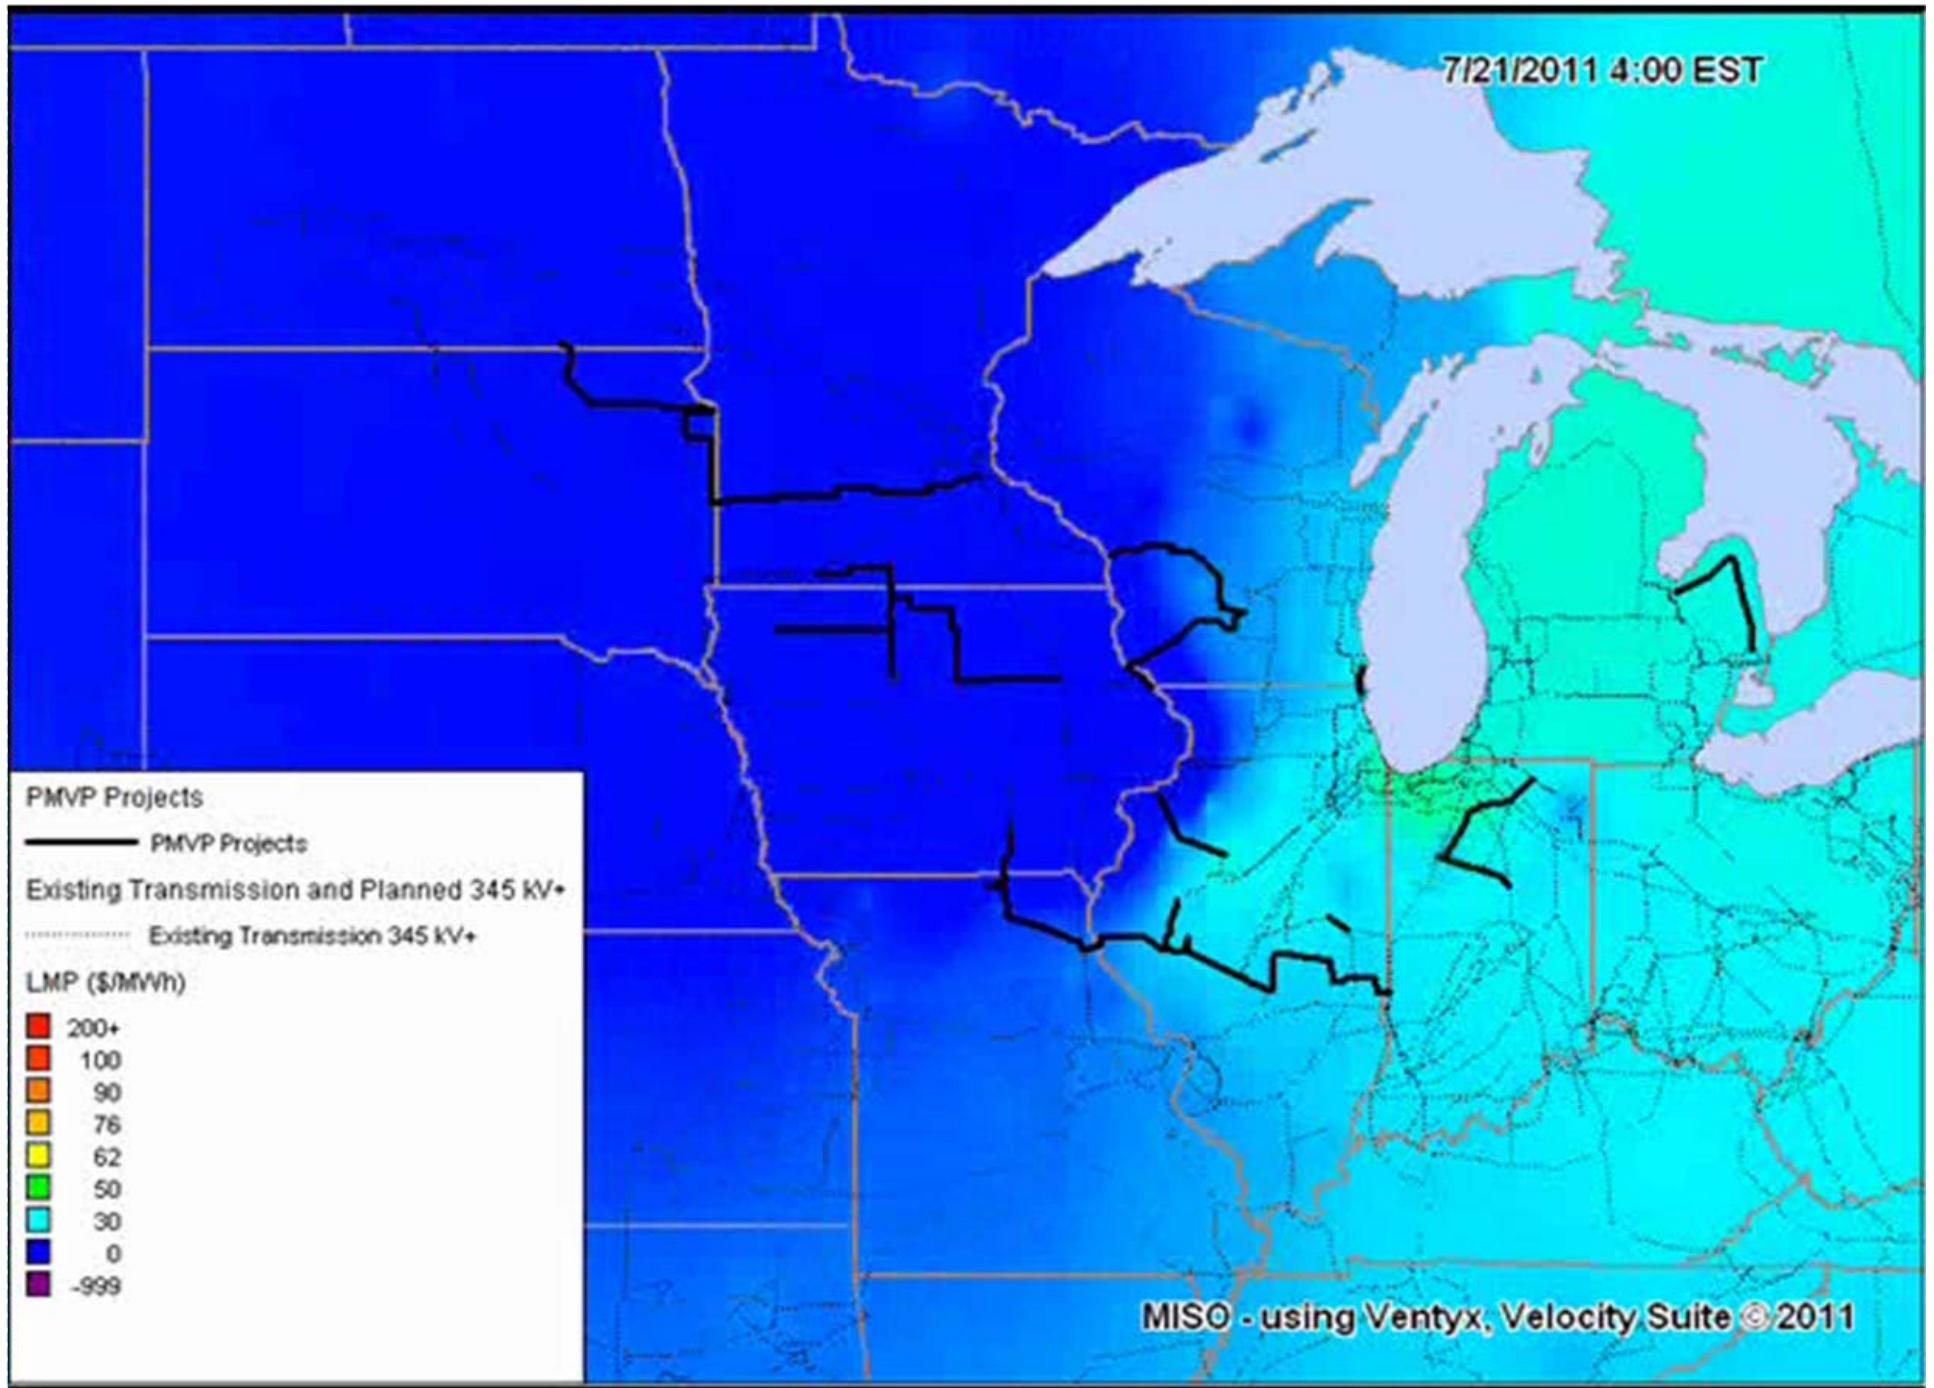 7/21/2011 4:00 EST
PMVP Projects
PMVP Projects
Existing Transmission and Planned 345 kV+
Existing Transmission 345 kV+
LMP ($/MWh)
200+
100
90
76
62
50
30
0
-999
MISO - using Ventyx, Velocity Suite © 2011